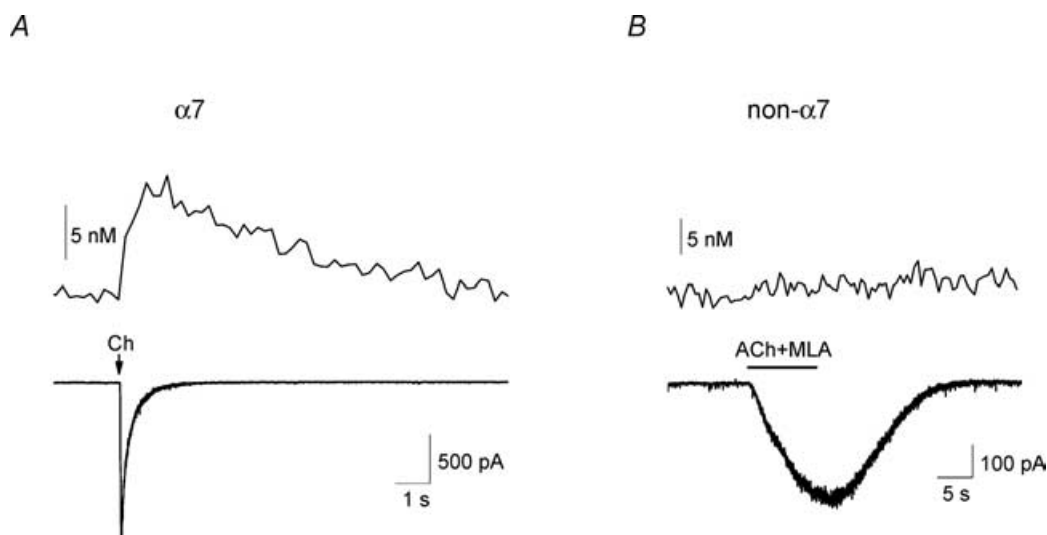 A
α7
5 nM
Ch
500 pA
1 s
B
non-α7
5 nM
ACh+MLA
100 pA
5 s